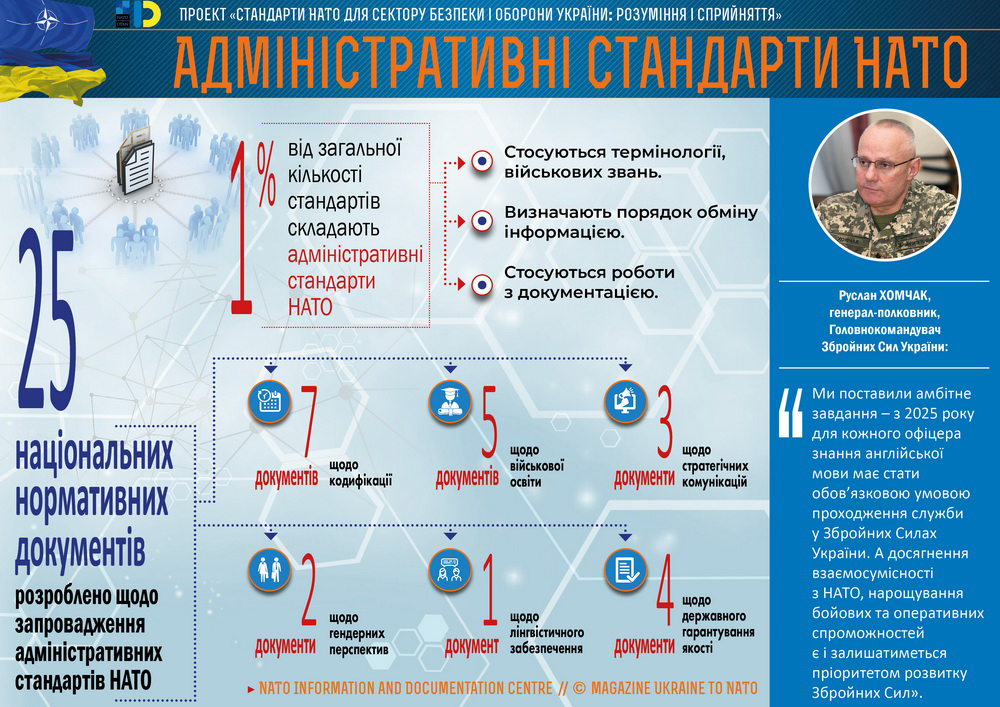 ПРОЕКТ «СТАНДАРТИ НАТО ДЛЯ СЕКТОРУ БЕЗПЕКИ І ОБОРОНИ УКРАЇНИ: РОЗУМІННЯ І СПРИЙНЯТТЯ»
АДМІНІСТРАТИВНІ СТАНДАРТИ НАТО
1%
від загальної
кількості
стандартів
складають
адміністративні
стандарти
НАТО
Стосуються термінології,
військових звань.
Визначають порядок обміну
інформацією.
Стосуються роботи
з документацією.
25
національних
нормативних
документів
розроблено щодо
запровадження
адміністративних
стандартів НАТО
7
документів
щодо
кодифікації
5
документів
щодо
військової
освіти
3
документи
щодо
стратегічних
комунікацій
2
документи
щодо
гендерних
перспектив
1
документ
щодо
лінгвістичного
забезпечення
4
документи
щодо
державного
гарантування
якості
NATO INFORMATION AND DOCUMENTATION CENTRE // © MAGAZINE UKRAINE TO NATO
Руслан ХОМЧАК,
генерал-полковник,
Головнокомандувач
Збройних Сил України:
“Ми поставили амбітне
завдання – з 2025 року
для кожного офіцера
знання англійської
мови має стати
обов’язковою умовою
проходження служби
у Збройних Силах
України. А досягнення
взаємосумісності
з НАТО, нарощування
бойових та оперативних
спроможностей
є і залишатиметься
пріоритетом розвитку
Збройних Сил».